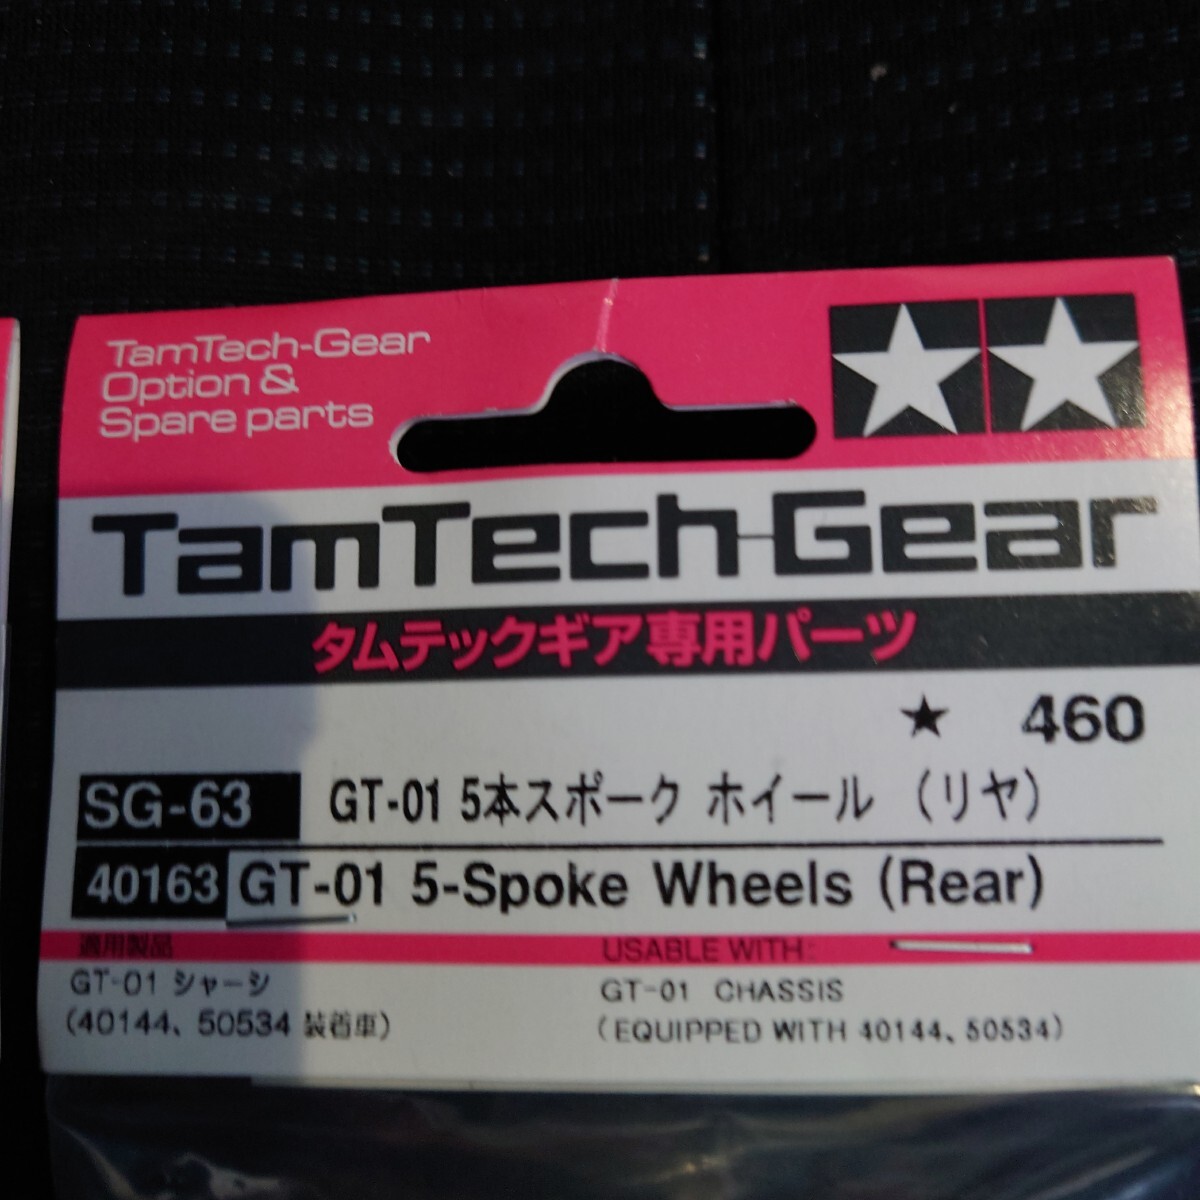 TamTech-Gear
Option &
Spare parts
TamTech-Gear
タムテックギア専用パーツ
★ 460
SG-63 GT-01 5本スポーク ホイール （リヤ）
40163 GT-01 5-Spoke Wheels (Rear)
適用製品
GT-01 シャーシ
(40144、50534 装着車)
USABLE WITH:
GT-01 CHASSIS
(EQUIPPED WITH 40144、50534)